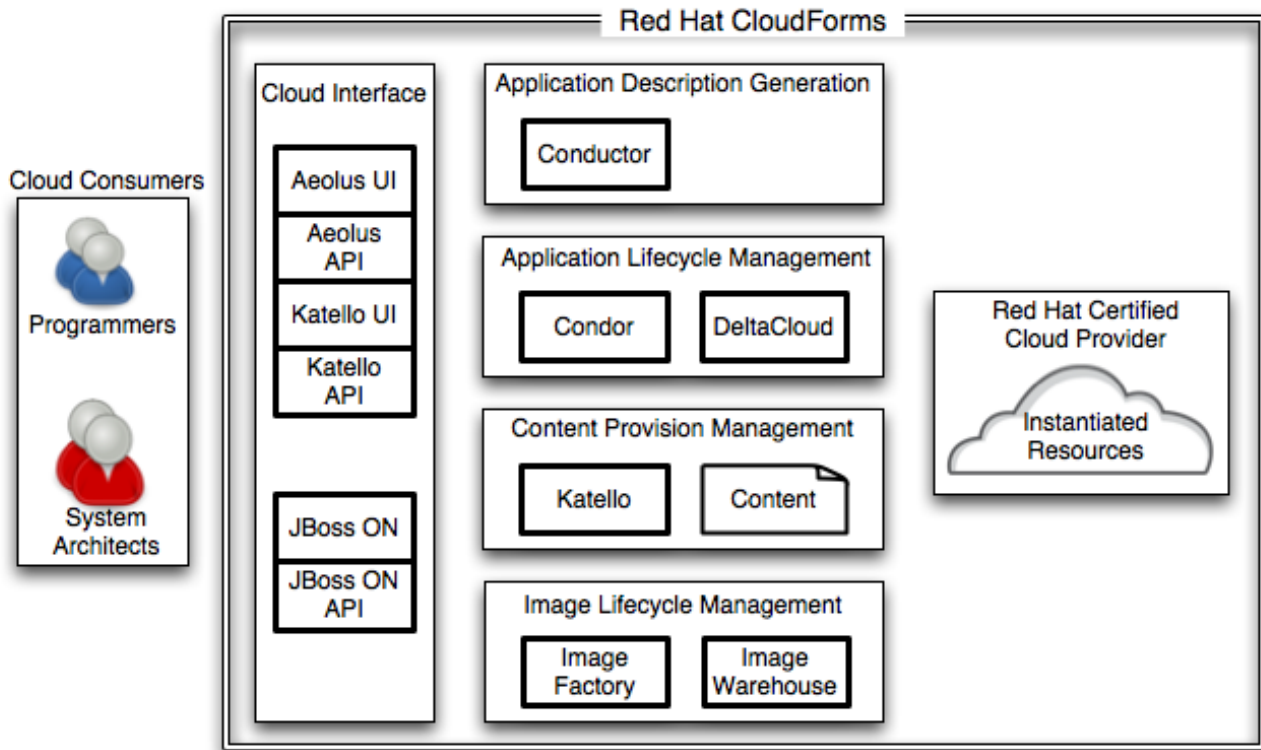 Red Hat CloudForms
Cloud Consumers
Programmers
System
Architects
Cloud Interface
Aeolus UI
Aeolus
API
Katello UI
Katello
API
JBoss ON
JBoss ON
API
Application Description Generation
Conductor
Application Lifecycle Management
Condor
DeltaCloud
Content Provision Management
Katello
Content
Image Lifecycle Management
Image
Factory
Image
Warehouse
Red Hat Certified
Cloud Provider
Instantiated
Resources